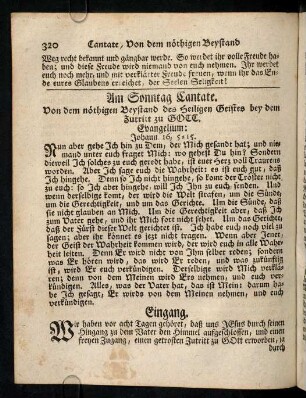 320 Cantate, Von dem nöthigen Beystand
Weg recht bekannt und gångbar werde. So werdet ihr volle Freude ha-
ben; und diese Freude wird niemand von euch nehmen. Ihr werdet
euch noch mehr, und mit verklärter Freude freuen, wenn ihr das En-
de eures Glaubens erreichet, der Seelen Seligkeit!
Am Sonntag Cantate.
Von dem nöthigen Beystand des Heiligen Geistes bey dem
Zutritt zu GOTT.
Evangelium:
Johann. 16, 5-15.
Nun aber gehe Ich hin zu Dem, der Mich gesandt hat; und nie-
mand unter euch fraget Mich: wo gehest Du hin? Sondern
dieweil Ich solches zu euch geredt habe: ist euer Herz voll Traurens
worden. Aber Ich sage euch die Wahrheit: es ist euch gut, daß
Ich hingehe. Denn so Ich nicht hingehe, so kommt der Tröster nicht
zu euch: so Ich aber hingehe, will Ich Ihn zu euch senden. Und
wenn derselbige kommt, der wird die Welt strafen, um die Sünde,
um die Gerechtigkeit, und um das Gerichte. Um die Sünde, daß
sie nicht glauben an Mich. Um die Gerechtigkeit aber, daß Ich
zum Vater gehe, und ihr Mich fort nicht sehet. Um das Gerichte,
daß der Fürst dieser Welt gerichtet ist. Ich habe euch noch viel zu
sagen; aber ihr könnts jetzt nicht tragen. Wenn aber Jener,
der Geist der Wahrheit kommen wird, der wird euch in alle Wahr-
heit leiten. Denn Er wird nicht von Ihm selber reden; sondern
was Er hören wird, das wird Er reden, und was zukünftig
ist, wird Er euch verkündigen. Derselbige wird Mich verklä-
ren; denn von dem Meinen wird Ers nehmen, und euch ver-
kündigen. Alles, was der Vater hat, das ist Mein: darum ha-
be Ich gesagt, Er wirds von dem Meinen nehmen, und euch
verkündigen.
Eingang.
Wir haben vor acht Tagen gehöret, daß uns JEsus durch seinen
Hingang zu dem Vater den Himmel aufgeschlossen, und einen
freyen Zugang, einen getrosten Zutritt zu GOtt erworben, ja
durch